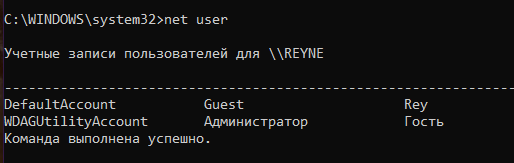 C:\WINDOWS\system32>net user
Учетные записи пользователей для \\REYNE
-------------------------------------------------------------------------------
DefaultAccount           Guest                    Rey
WDAGUtilityAccount       Администратор            Гость
Команда выполнена успешно.